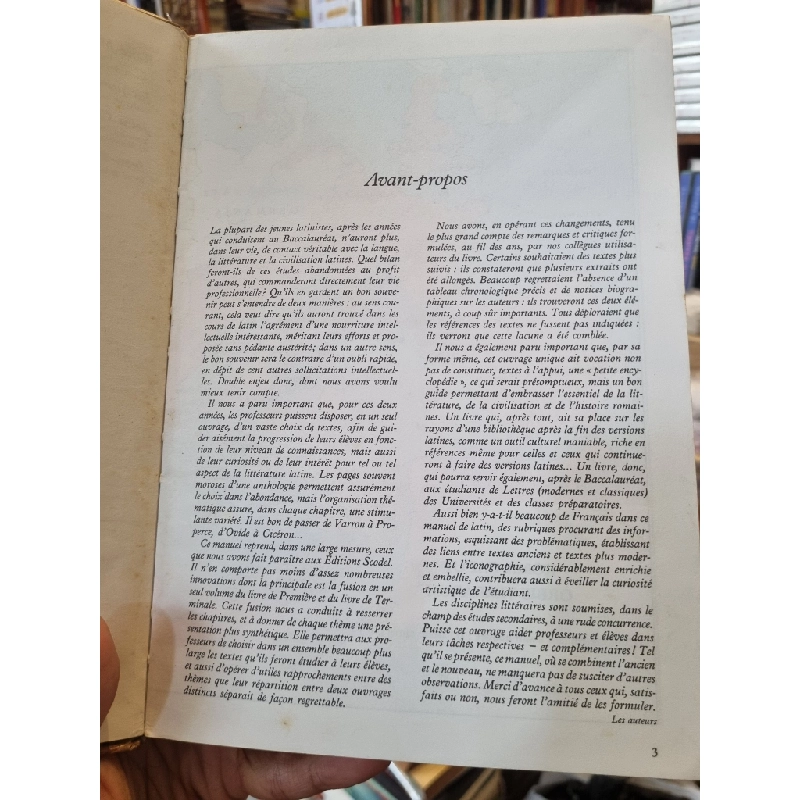 Avant-propos
La plupart des jeunes latinistes, après les années
qui conduisent au Baccalauréat, n'auront plus,
dans leur vie, de contact véritable avec la langue,
la littérature et la civilisation latines. Quel bilan
feront-ils de ces études abandonnées au profit
d'autres, qui commanderont directement leur vie
professionnelle? Qu'ils en gardent un bon souve-
nir peut s'entendre de deux manières : au sens cou-
rant, cela veut dire qu'ils auront trouvé dans les
cours de latin l'agrément d'une nourriture intel-
lectuelle intéressante, méritant leurs efforts et pro-
posée sans pédante austérité; dans un autre sens,
le bon souvenir sera le contraire d'un oubli rapide,
en dépit de cent autres sollicitations intellectuel-
les. Double enjeu donc, dont nous avons voulu
mieux tenir compte.
Il nous a paru important que, pour ces deux
années, les professeurs puissent disposer, en un seul
ouvrage, d'un vaste choix de textes, afin de gui-
der aisément la progression de leurs élèves en fonc-
tion de leur niveau de connaissances, mais aussi
de leur curiosité ou de leur intérêt pour tel ou tel
aspect de la littérature latine. Les pages souvent
moroses d'une anthologie permettent assurément
le choix dans l'abondance, mais l'organisation thé-
matique assure, dans chaque chapitre, une stimu-
lante variété. Il est bon de passer de Varron à Pro-
perce, d'Ovide à Cicéron...
Ce manuel reprend, dans une large mesure, ceux
que nous avons fait paraître aux Éditions Scodel.
Il n'en comporte pas moins d'assez nombreuses
innovations dont la principale est la fusion en un
seul volume du livre de Première et du livre de Ter-
minale. Cette fusion nous a conduit à resserrer
les chapitres, et à donner de chaque thème une pré-
sentation plus synthétique. Elle permettra aux pro-
fesseurs de choisir dans un ensemble beaucoup plus
large les textes qu'ils feront étudier à leurs élèves,
et aussi d'opérer d'utiles rapprochements entre des
thèmes que leur répartition entre deux ouvrages
distincts séparait de façon regrettable.
Nous avons, en opérant ces changements, tenu
le plus grand compte des remarques et critiques for-
mulées, au fil des ans, par nos collègues utilisa-
teurs du livre. Certains souhaitaient des textes plus
suivis : ils constateront que plusieurs extraits ont
été allongés. Beaucoup regrettaient l'absence d'un
tableau chronologique précis et de notices biogra-
phiques sur les auteurs : ils trouveront ces deux élé-
ments, à coup sûr importants. Tous déploraient que
les références des textes ne fussent pas indiquées :
ils verront que cette lacune a été comblée.
Il nous a également paru important que, par sa
forme même, cet ouvrage unique ait vocation non
pas de constituer, textes à l'appui, une « petite ency-
clopédie », ce qui serait présomptueux, mais un bon
guide permettant d'embrasser l'essentiel de la lit-
térature, de la civilisation et de l'histoire romai-
nes. Un livre qui, après tout, ait sa place sur les
rayons d'une bibliothèque après la fin des versions
latines, comme un outil culturel maniable, riche en
références même pour celles et ceux qui continue-
ront à faire des versions latines... Un livre, donc,
qui pourra servir également, après le Baccalauréat,
aux étudiants de Lettres (modernes et classiques)
des Universités et des classes préparatoires.
Aussi bien y-a-t-il beaucoup de Français dans ce
manuel de latin, des rubriques procurant des infor-
mations, esquissant des problématiques, établissant
des liens entre textes anciens et textes plus moder-
nes. Et l'iconographie, considérablement enrichie
et embellie, contribuera aussi à éveiller la curiosité
artistique de l'étudiant.
Les disciplines littéraires sont soumises, dans le
champ des études secondaires, à une rude concurrence.
Puisse cet ouvrage aider professeurs et élèves dans
leurs tâches respectives — et complémentaires ! Tel
qu'il se présente, ce manuel, où se combinent l'ancien
et le nouveau, ne manquera pas de susciter d'autres
observations. Merci d'avance à tous ceux qui, satis-
faits ou non, nous feront l'amitié de les formuler.
Les auteurs
3